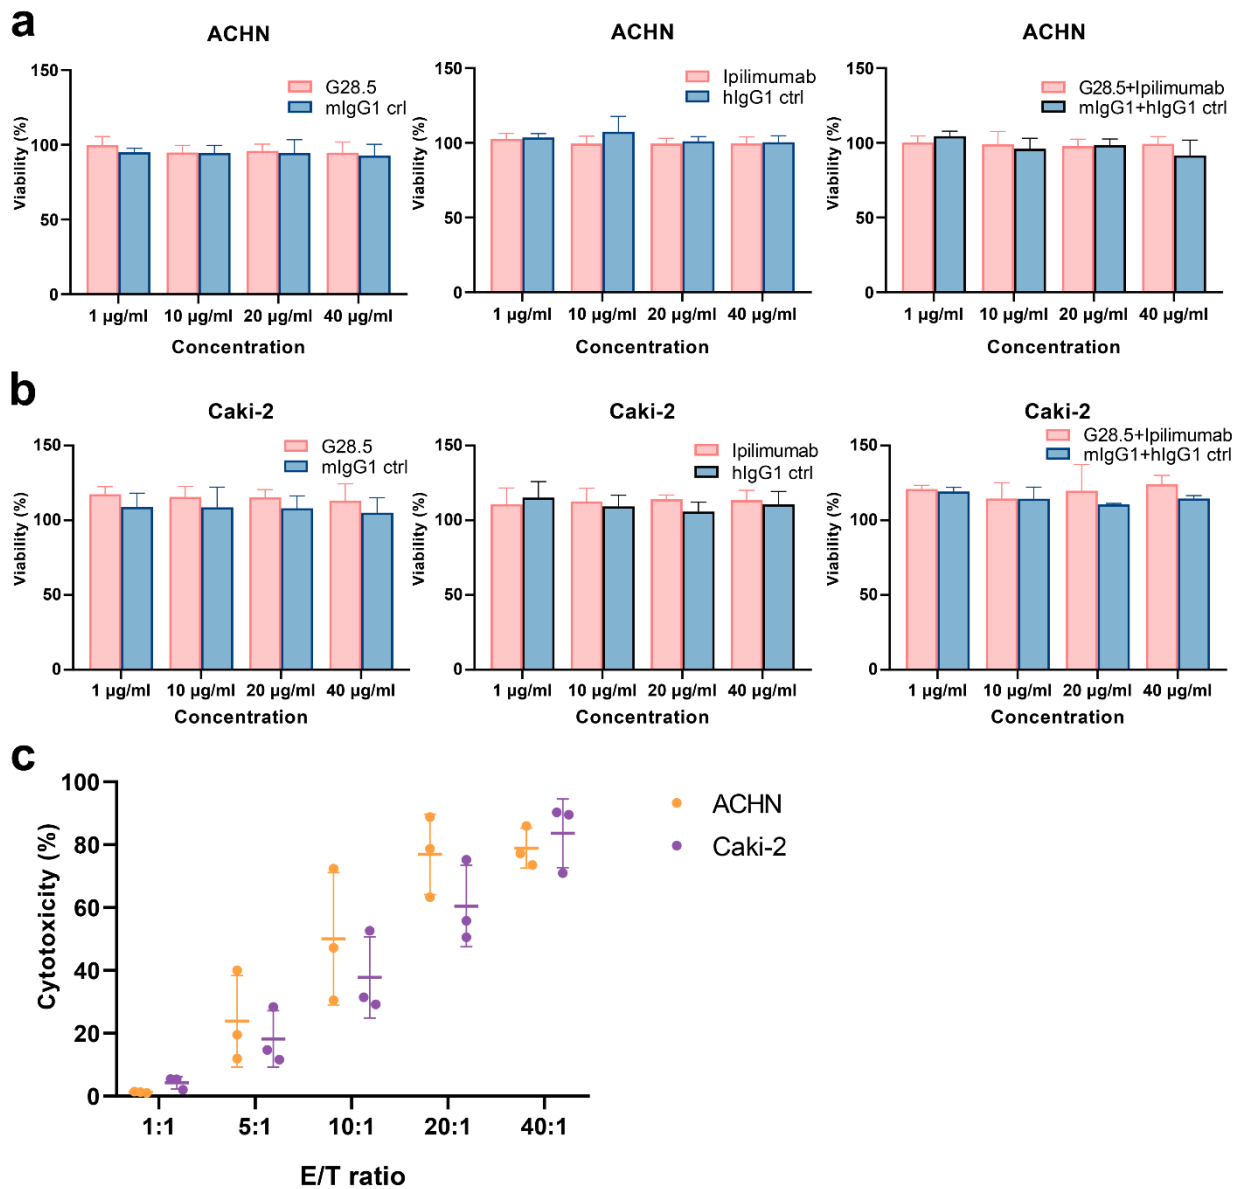 a
ACHN
150
100
50
0
Viability (%)
G28.5
mIgG1 crl
1 µg/ml 10 µg/ml 20 µg/ml 40 µg/ml
Concentration
ACHN
150
100
50
0
Viability (%)
Ipilimumab
hIgG1 ctrl
1 µg/ml 10 µg/ml 20 µg/ml 40 µg/ml
Concentration
ACHN
150
100
50
0
Viability (%)
G28.5+Ipilimumab
mIgG1+hIgG1 ctrl
1 µg/ml 10 µg/ml 20 µg/ml 40 µg/ml
Concentration
b
Caki-2
150
100
50
0
Viability (%)
G28.5
mIgG1 ctrl
1 µg/ml 10 µg/ml 20 µg/ml 40 µg/ml
Concentration
Caki-2
150
100
50
0
Viability (%)
Ipilimumab
hIgG1 ctrl
1 µg/ml 10 µg/ml 20 µg/ml 40 µg/ml
Concentration
Caki-2
150
100
50
0
Viability (%)
G28.5+Ipilimumab
mIgG1+hIgG1 ctrl
1 µg/ml 10 µg/ml 20 µg/ml 40 µg/ml
Concentration
c
100
80
60
40
20
0
Cytotoxicity (%)
ACHN
Caki-2
1:1 5:1 10:1 20:1 40:1
E/T ratio